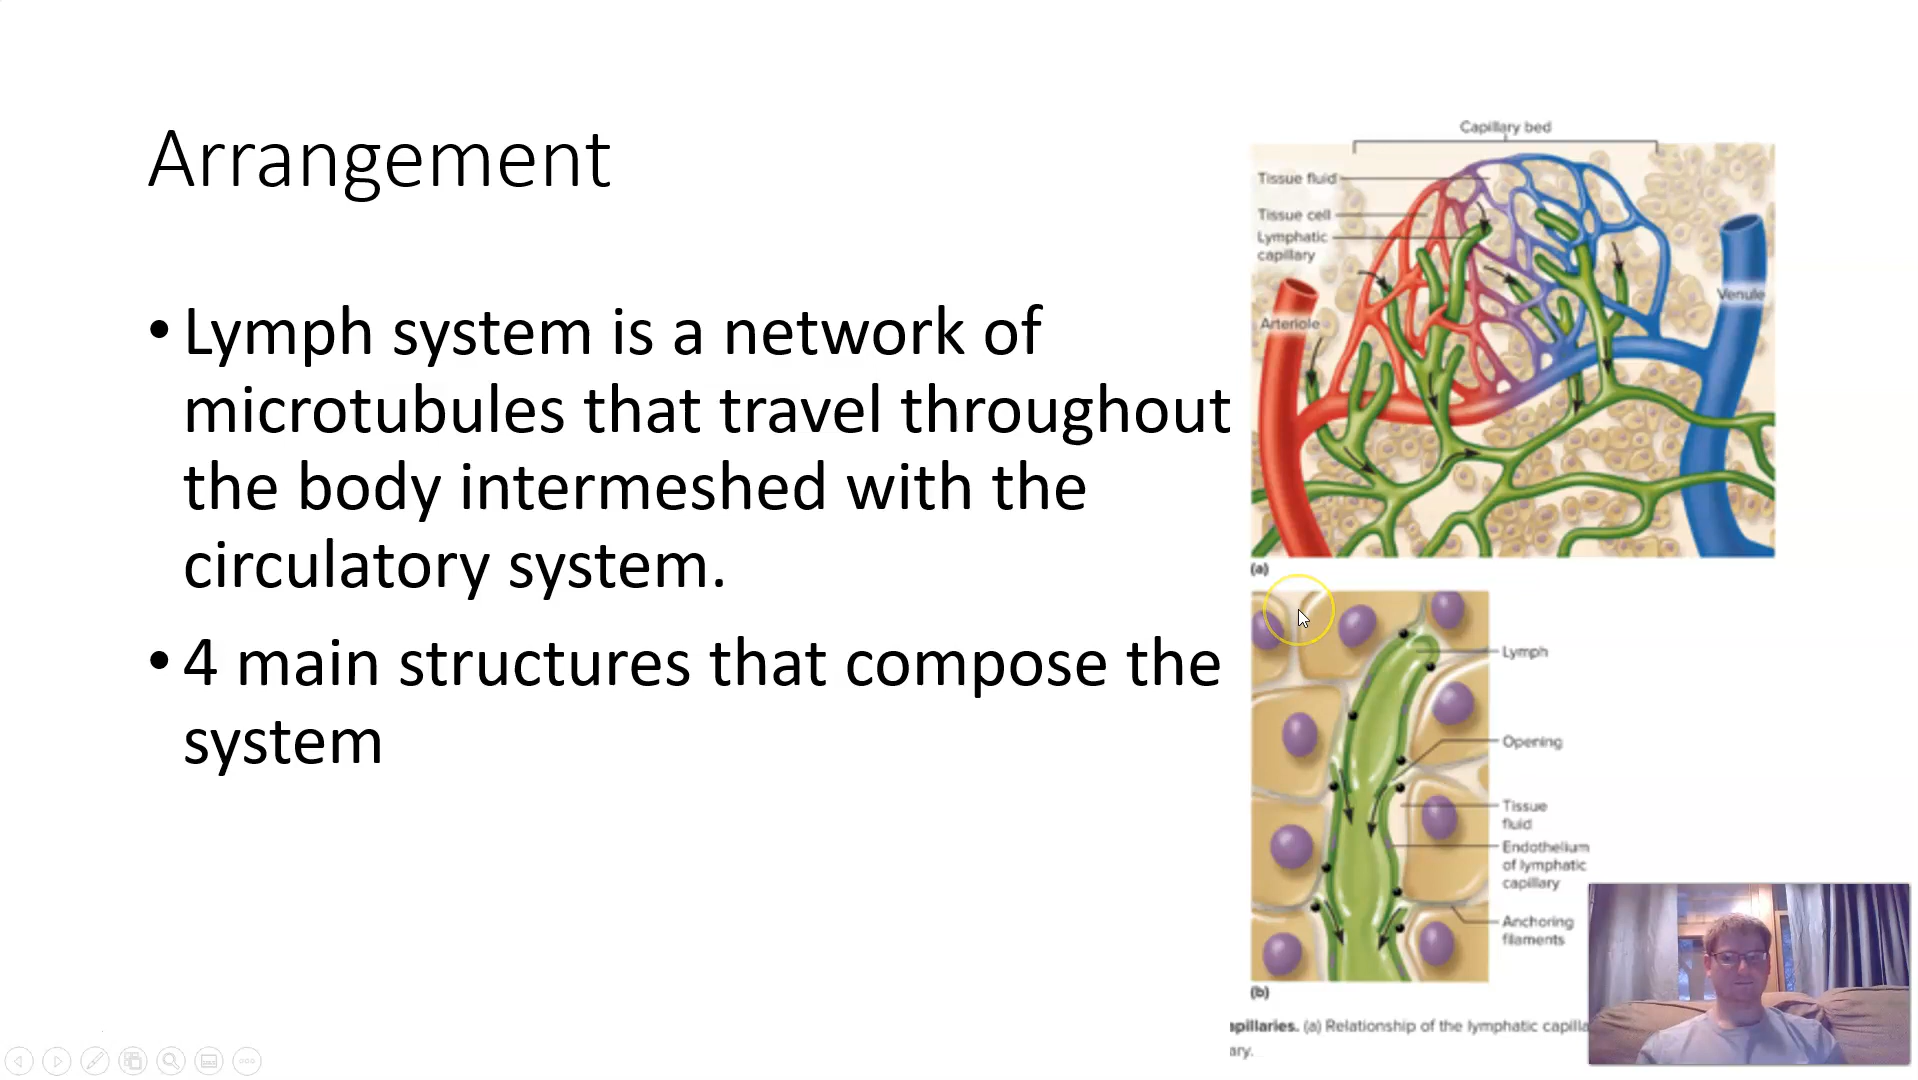 Arrangement
• Lymph system is a network of
microtubules that travel throughout
the body intermeshed with the
circulatory system.
• 4 main structures that compose the
system
Capillary bed
Tissue fluid
Tissue cell
Lymphatic
capillary
Venule
Arteriole
(a)
Lymph
Opening
Tissue
fluid
Endothelium
of lymphatic
capillary
Anchoring
filaments
(b)
apillaries. (a) Relationship of the lymphatic capilla
ary.